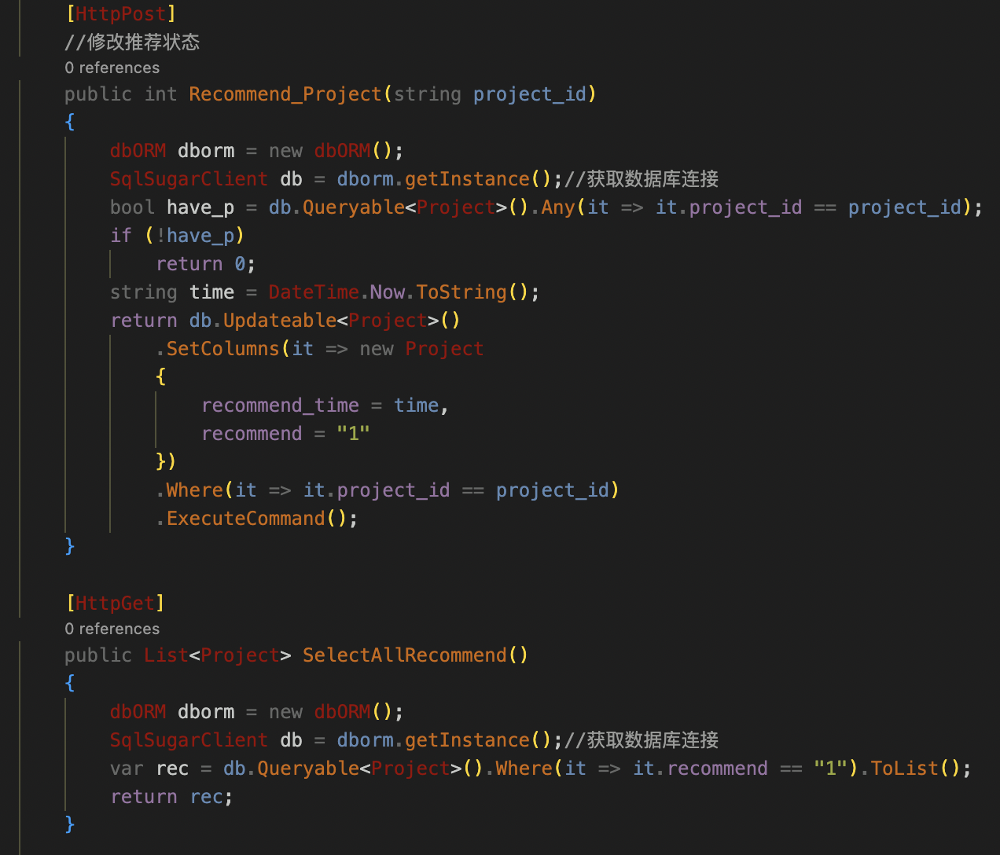 [HttpPost]
//修改推荐状态
0 references
public int Recommend_Project(string project_id)
{
dbORM dborm = new dbORM();
SqlSugarClient db = dborm.getInstance();//获取数据库连接
bool have_p = db.Queryable<Project>().Any(it => it.project_id == project_id);
if (!have_p)
return 0;
string time = DateTime.Now.ToString();
return db.Updateable<Project>()
.SetColumns(it => new Project
{
recommend_time = time,
recommend = "1"
})
.Where(it => it.project_id == project_id)
.ExecuteCommand();
}
[HttpGet]
0 references
public List<Project> SelectAllRecommend()
{
dbORM dborm = new dbORM();
SqlSugarClient db = dborm.getInstance();//获取数据库连接
var rec = db.Queryable<Project>().Where(it => it.recommend == "1").ToList();
return rec;
}